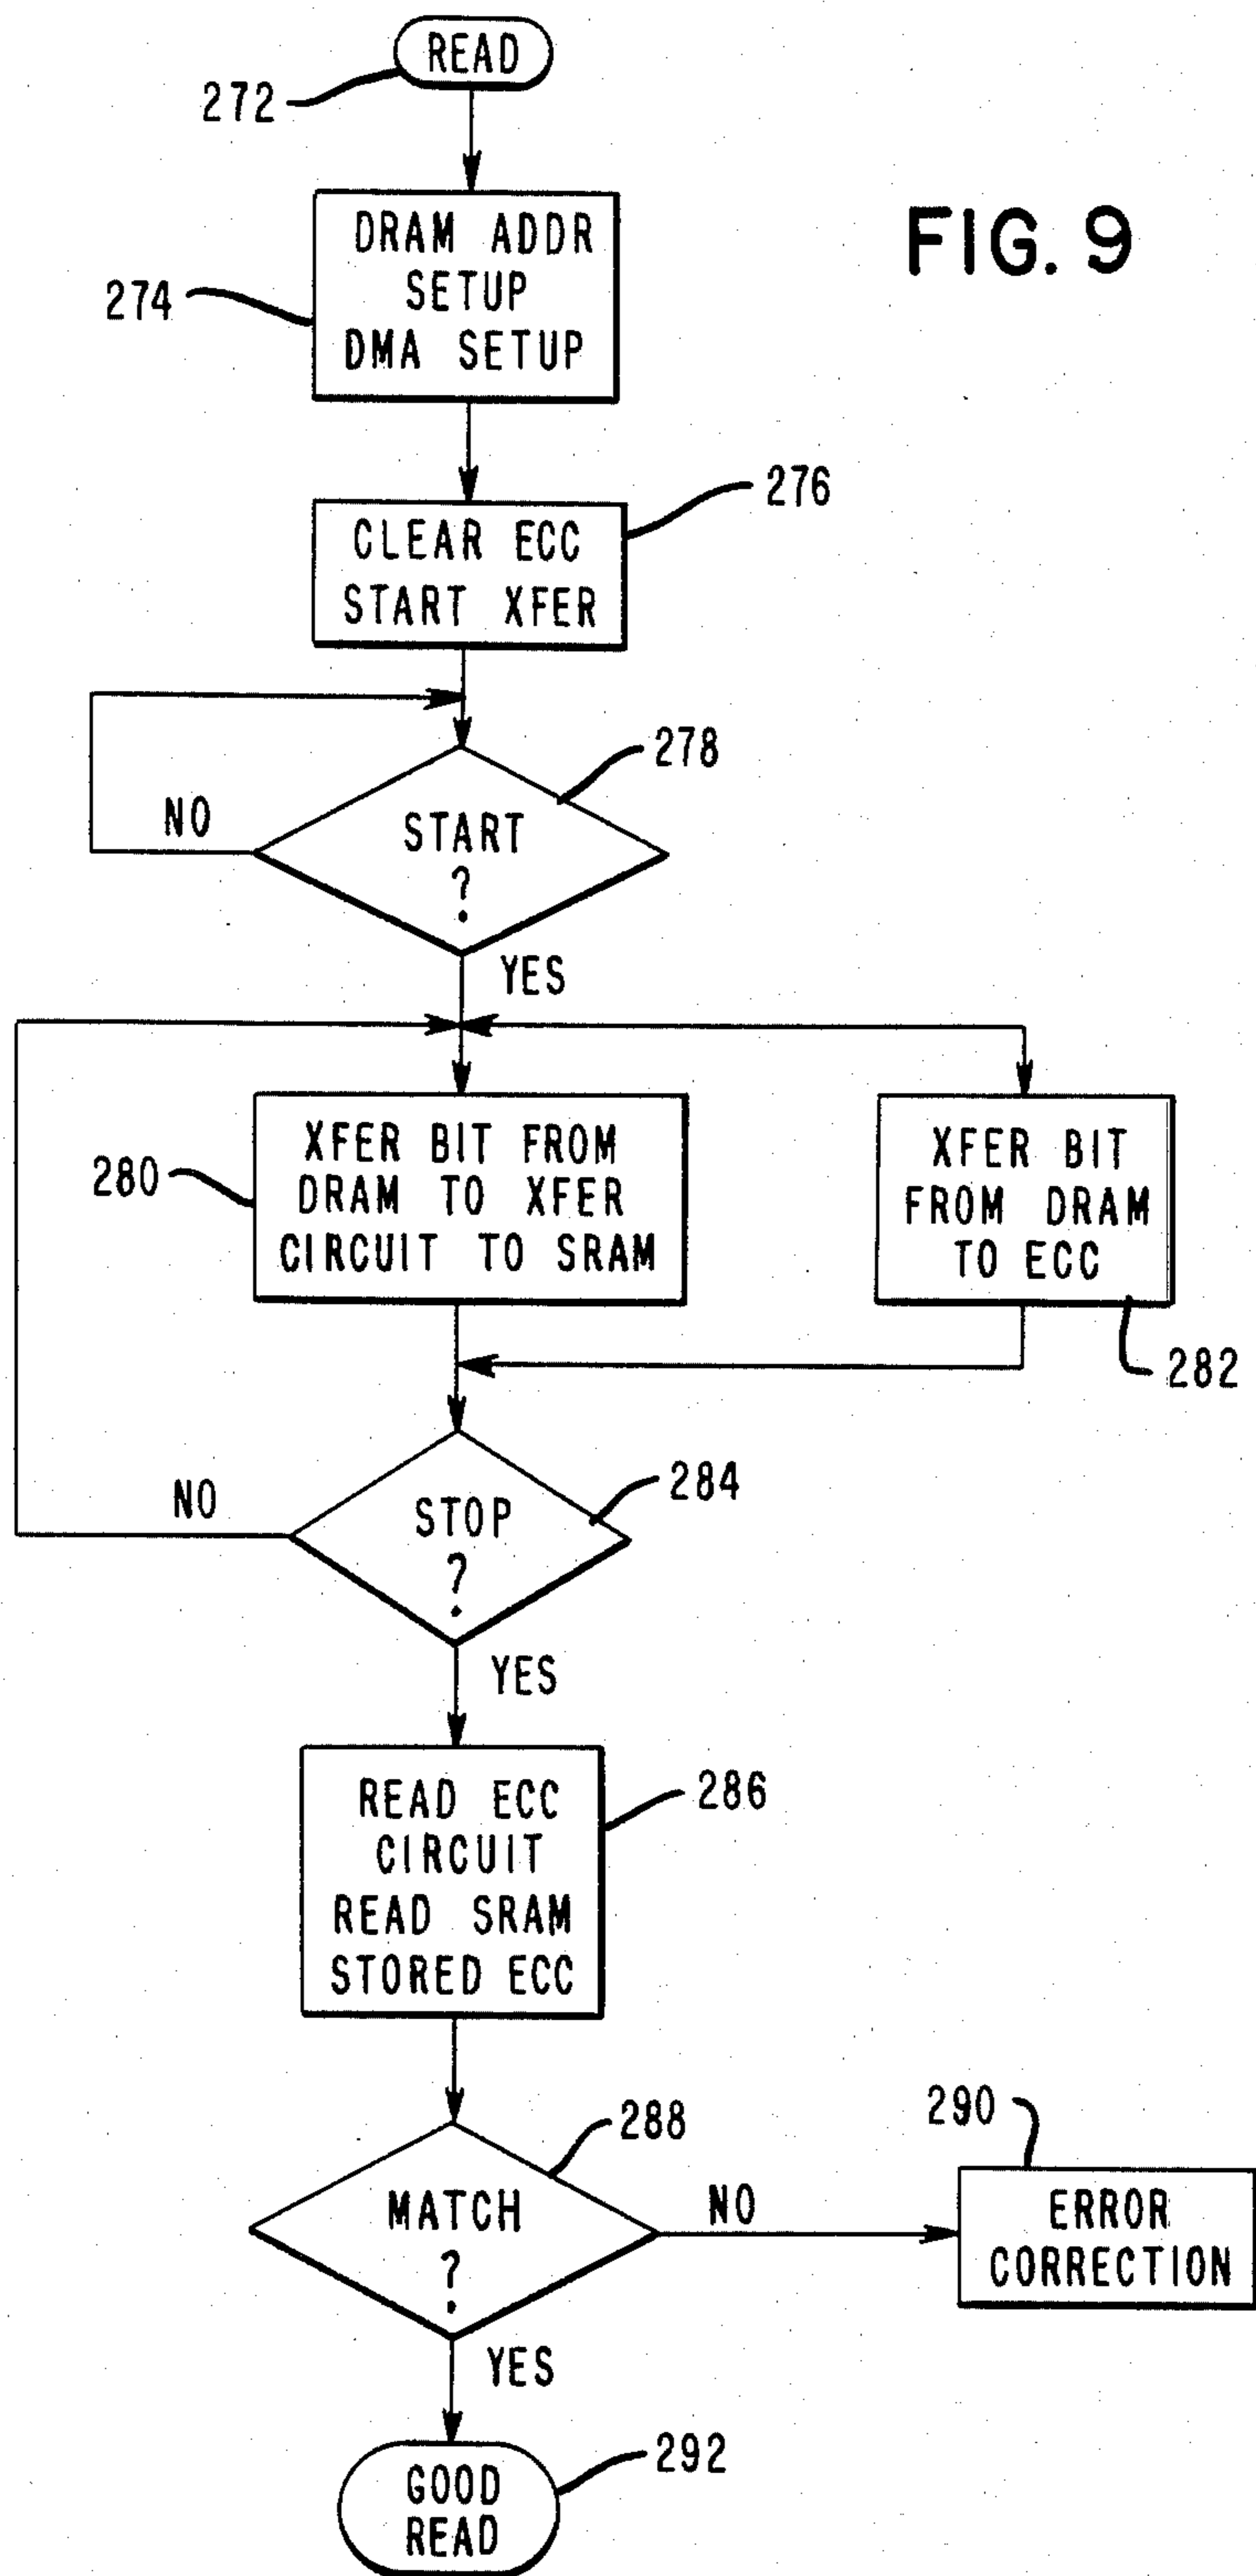 READ
272
FIG. 9
DRAM ADDR
SETUP
DMA SETUP
274
276
CLEAR ECC
START XFER
278
NO
START
?
YES
280
XFER BIT FROM
DRAM TO XFER
CIRCUIT TO SRAM
XFER BIT
FROM DRAM
TO ECC
282
284
NO
STOP
?
YES
286
READ ECC
CIRCUIT
READ SRAM
STORED ECC
288
290
MATCH
?
NO
ERROR
CORRECTION
YES
292
GOOD
READ